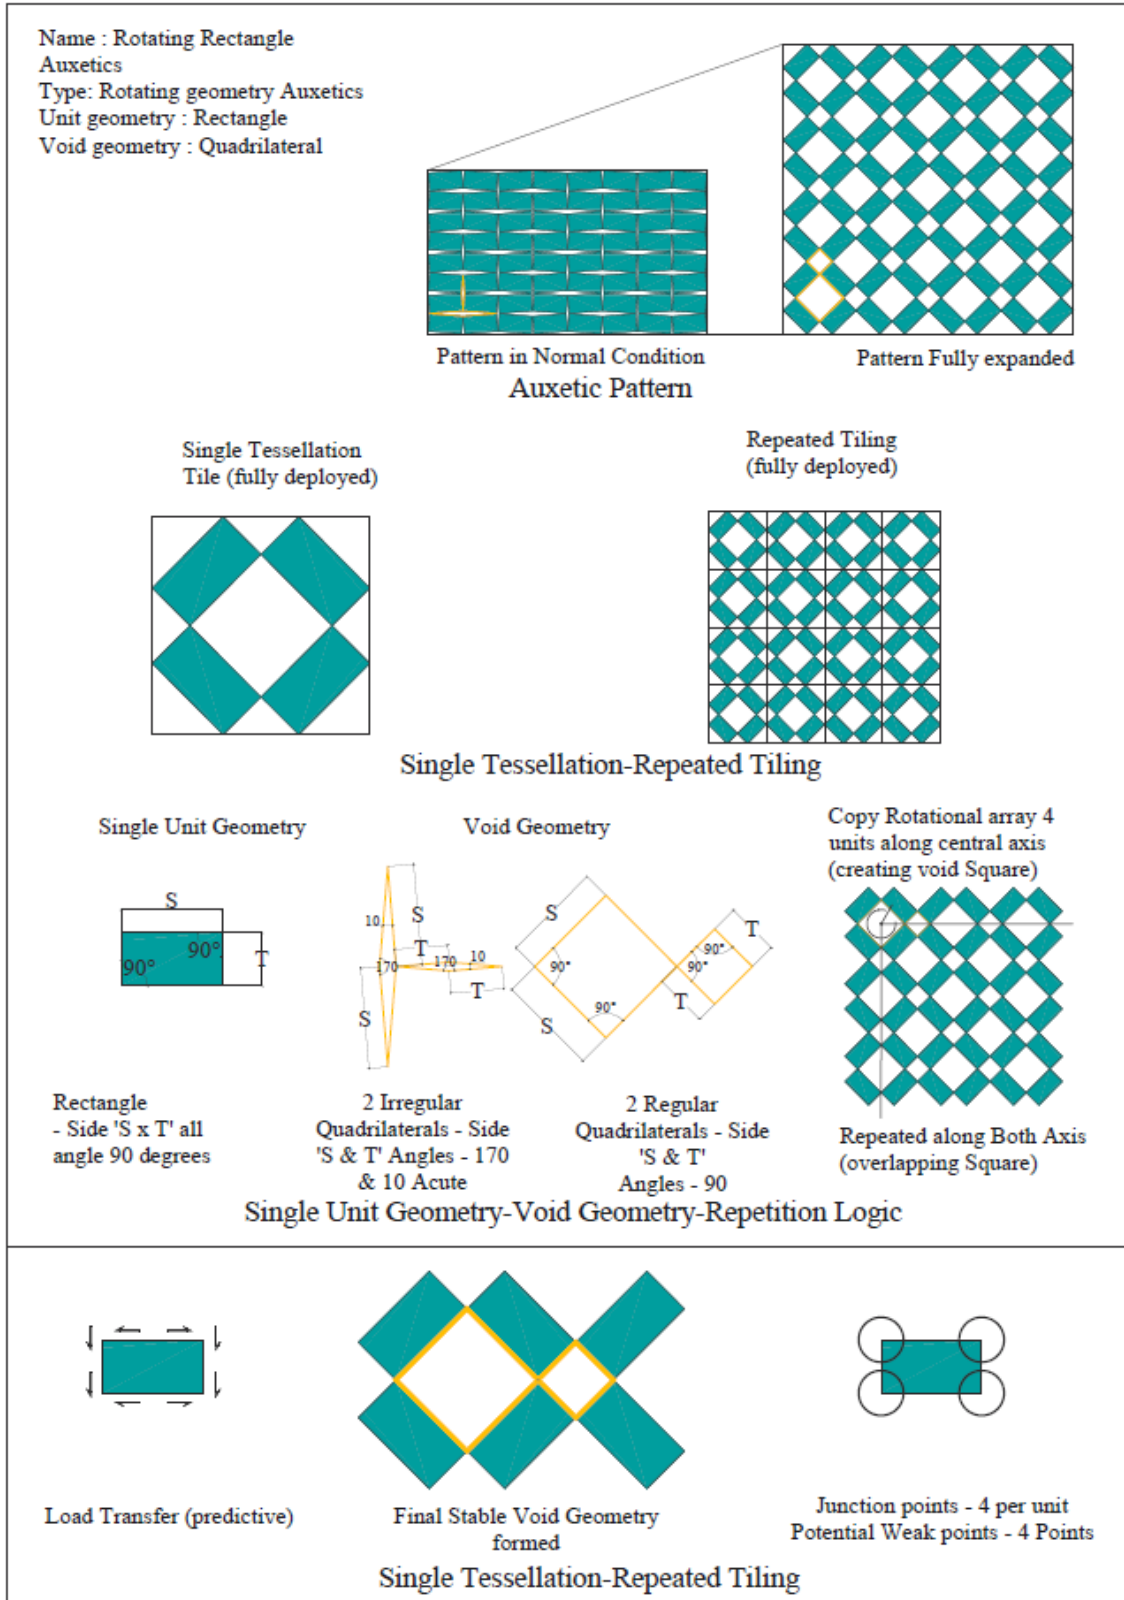 Name : Rotating Rectangle
Auxetics
Type: Rotating geometry Auxetics
Unit geometry : Rectangle
Void geometry : Quadrilateral
Pattern in Normal Condition
Pattern Fully expanded
Auxetic Pattern
Single Tessellation
Tile (fully deployed)
Repeated Tiling
(fully deployed)
Single Tessellation-Repeated Tiling
Single Unit Geometry
Void Geometry
Copy Rotational array 4
units along central axis
(creating void Square)
S
90°
90°
T
10
S
T
170
170
10
T
S
S
90°
90°
S
90°
90°
T
T
Rectangle
- Side 'S x T' all
angle 90 degrees
2 Irregular
Quadrilaterals - Side
'S & T' Angles - 170
& 10 Acute
2 Regular
Quadrilaterals - Side
'S & T'
Angles - 90
Repeated along Both Axis
(overlapping Square)
Single Unit Geometry-Void Geometry-Repetition Logic
Load Transfer (predictive)
Final Stable Void Geometry
formed
Junction points - 4 per unit
Potential Weak points - 4 Points
Single Tessellation-Repeated Tiling